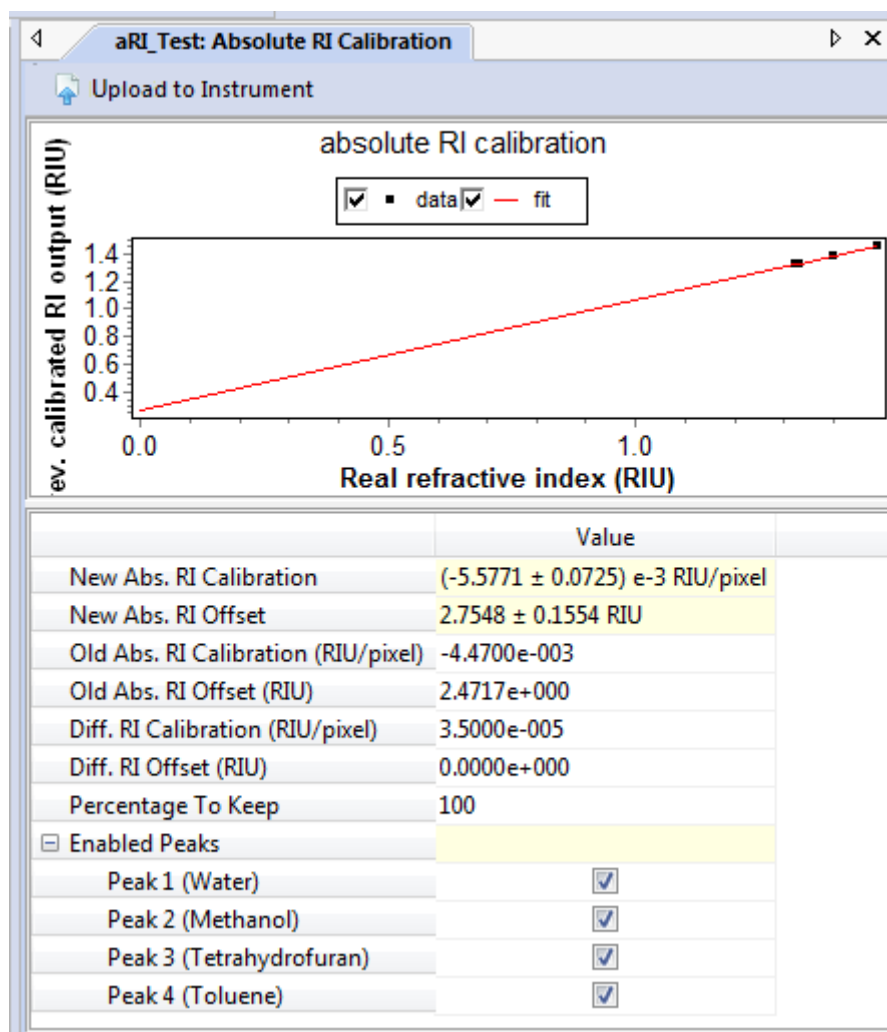 aRI_Test: Absolute RI Calibration
Upload to Instrument
absolute RI calibration
data fit
ev. calibrated RI output (RIU)
1.4
1.2
1.0
0.8
0.6
0.4
0.0 0.5 1.0
Real refractive index (RIU)
Value
New Abs. RI Calibration (-5.5771 ± 0.0725) e-3 RIU/pixel
New Abs. RI Offset 2.7548 ± 0.1554 RIU
Old Abs. RI Calibration (RIU/pixel) -4.4700e-003
Old Abs. RI Offset (RIU) 2.4717e+000
Diff. RI Calibration (RIU/pixel) 3.5000e-005
Diff. RI Offset (RIU) 0.0000e+000
Percentage To Keep 100
Enabled Peaks
Peak 1 (Water)
Peak 2 (Methanol)
Peak 3 (Tetrahydrofuran)
Peak 4 (Toluene)